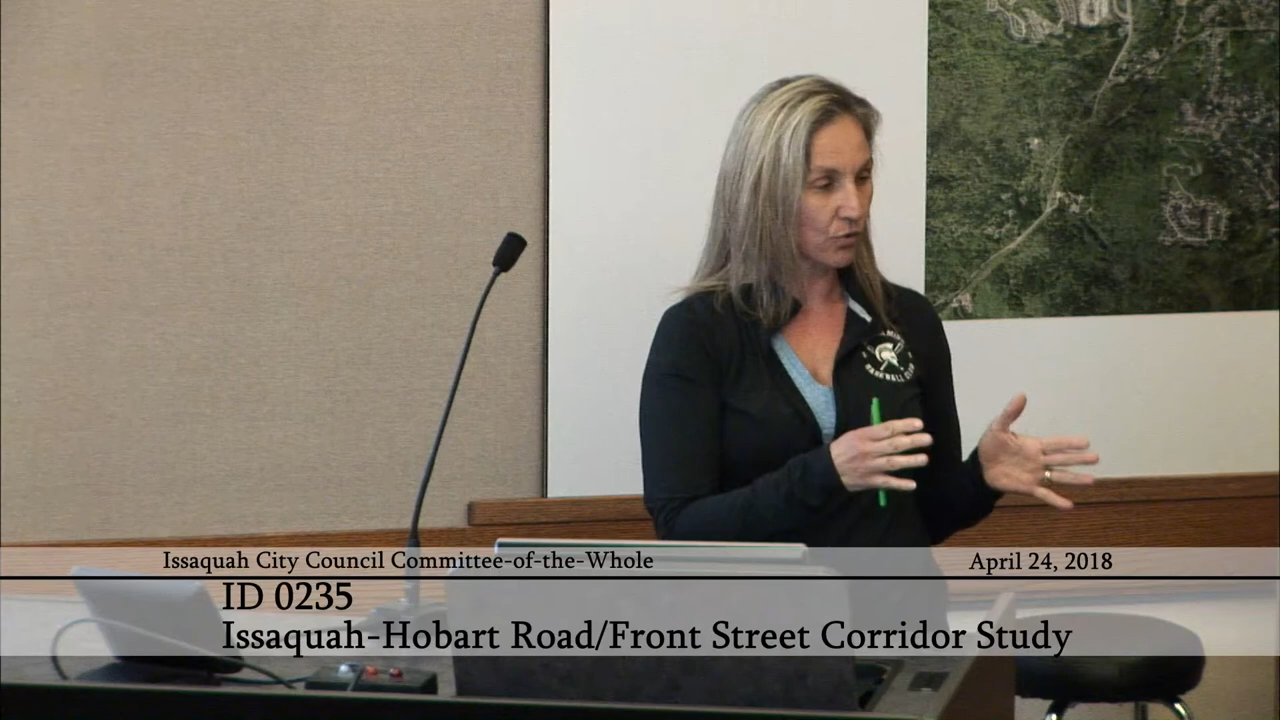 Issaquah City Council Committee-of-the-Whole
April 24, 2018
ID 0235
Issaquah-Hobart Road/Front Street Corridor Study